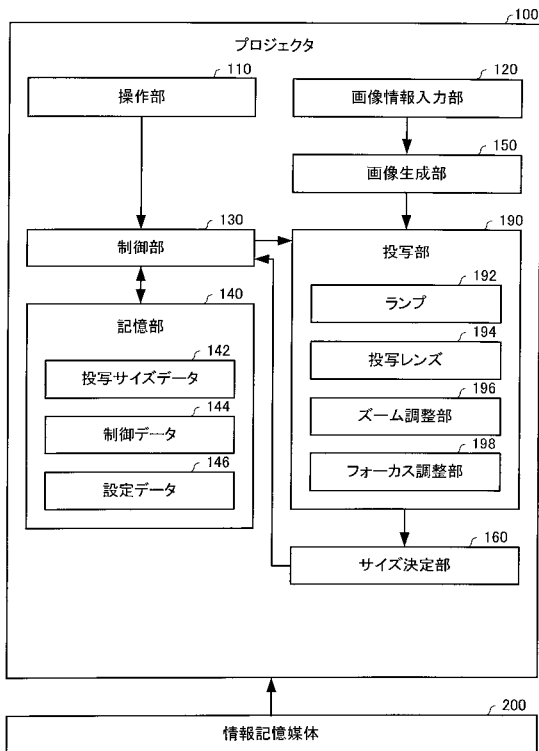 100
プロジェクタ
110
操作部
120
画像情報入力部
150
画像生成部
130
制御部
190
投写部
140
記憶部
142
投写サイズデータ
144
制御データ
146
設定データ
192
ランプ
194
投写レンズ
196
ズーム調整部
198
フォーカス調整部
160
サイズ決定部
200
情報記憶媒体